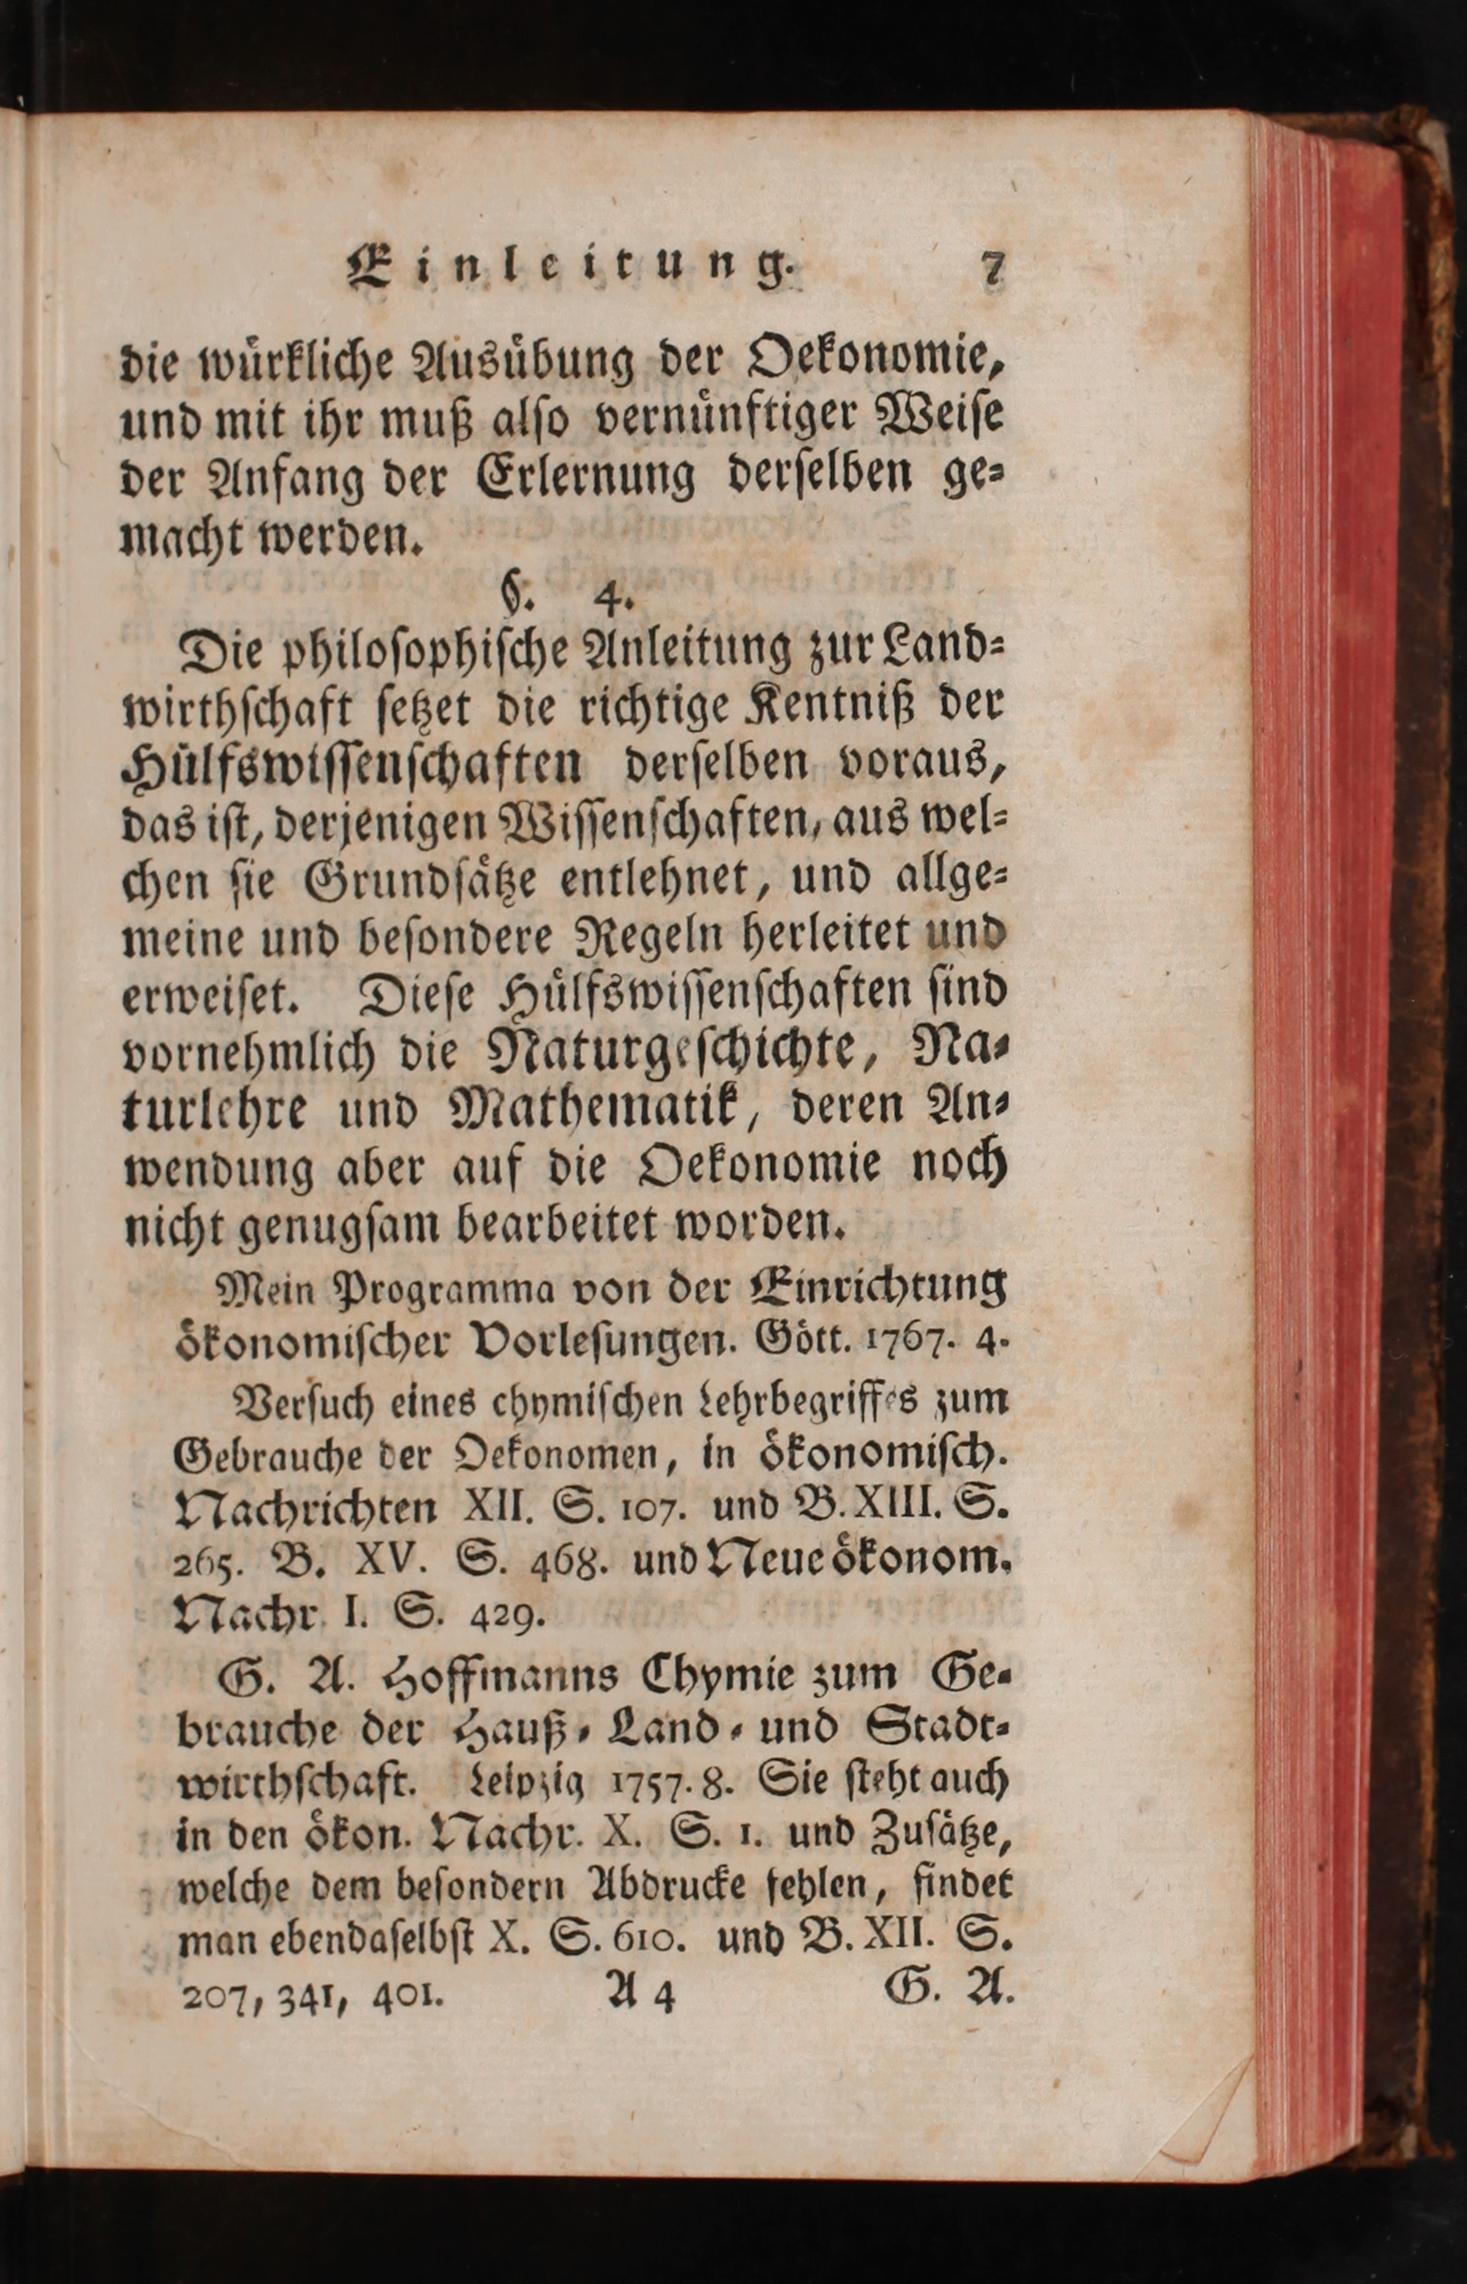 Einleitung. 7
die würkliche Ausübung der Oekonomie,
und mit ihr muß alſo vernünftiger Weiſe
der Anfang der Erlernung derſelben ge⸗
macht werden.
§. 4.
Die philoſophiſche Anleitung zur Land⸗
wirthſchaft ſetzet die richtige Kentniß der
Hülfswiſſenſchaften derſelben voraus,
das iſt, derjenigen Wiſſenſchaften, aus wel⸗
chen ſie Grundſätze entlehnet, und allge⸗
meine und beſondere Regeln herleitet und
erweiſet. Dieſe Hülfswiſſenſchaften ſind
vornehmlich die Naturgeſchichte, Na⸗
turlehre und Mathematik, deren An⸗
wendung aber auf die Oekonomie noch
nicht genugſam bearbeitet worden.
Mein Programma von der Einrichtung
ökonomiſcher Vorleſungen. Gött. 1767. 4.
Verſuch eines chymiſchen Lehrbegriffes zum
Gebrauche der Oekonomen, in ökonomiſch.
Nachrichten XII. S. 107. und B. XIII. S.
265. B. XV. S. 468. und Neue ökonom.
Nachr. I. S. 429.
G. A. Hoffmanns Chymie zum Ge⸗
brauche der Hauß⸗ Land⸗ und Stadt⸗
wirthſchaft. Leipzig 1757. 8. Sie ſteht auch
in den ökon. Nachr. X. S. 1. und Zuſätze,
welche dem beſondern Abdrucke fehlen, findet
man ebendaſelbſt X. S. 610. und B. XII. S.
207, 341, 401. A 4 G. A.